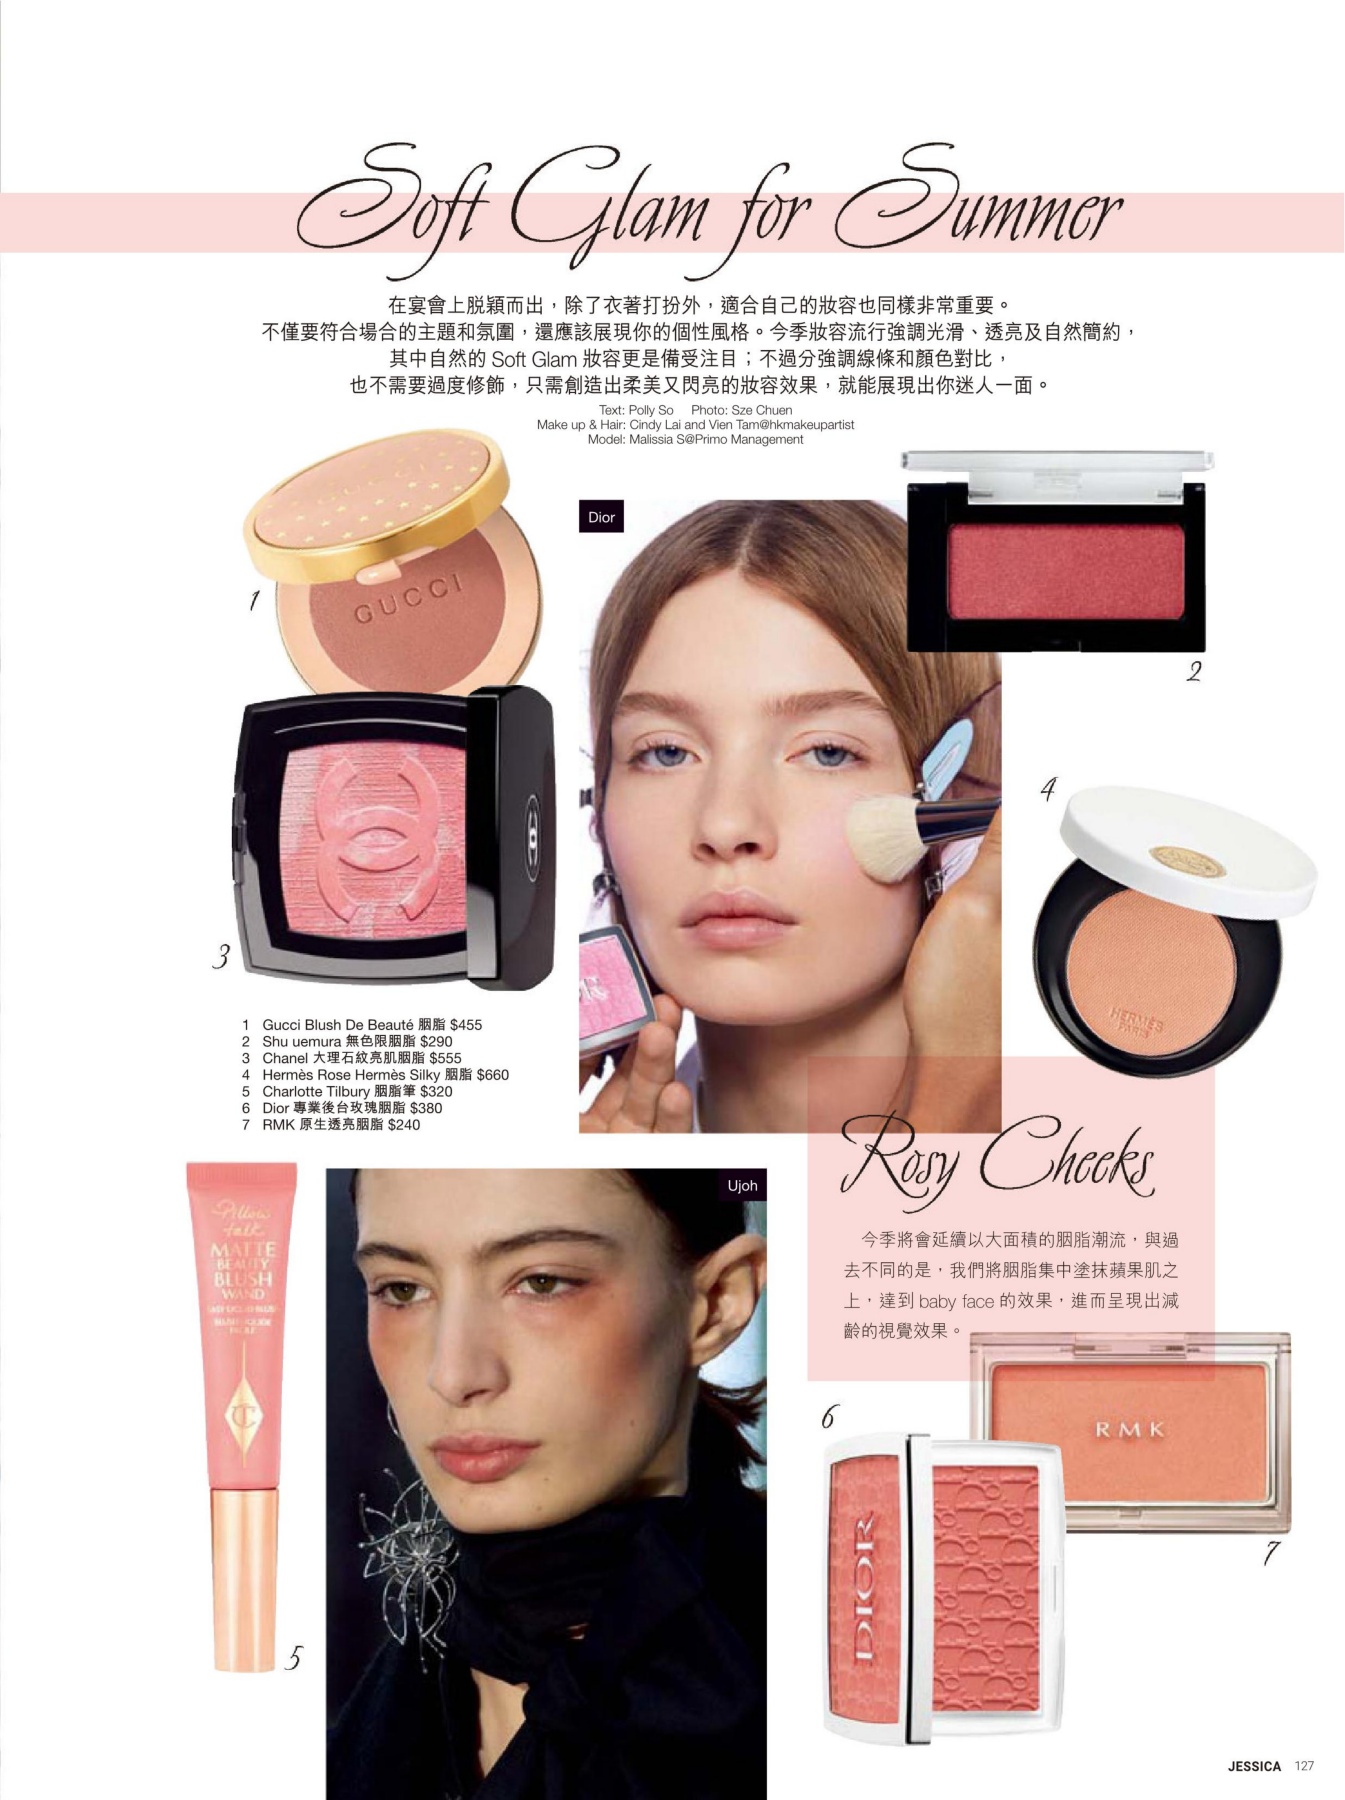 Soft Glam for Summer
在宴會上脱穎而出，除了衣著打扮外，適合自己的妝容也同樣非常重要。
不僅要符合場合的主題和氛圍，還應該展現你的個性風格。今季妝容流行強調光滑、透亮及自然簡約，
其中自然的 Soft Glam 妝容更是備受注目；不過分強調線條和顏色對比，
也不需要過度修飾，只需創造出柔美又閃亮的妝容效果，就能展現出你迷人一面。
Text: Polly So Photo: Sze Chuen
Make up & Hair: Cindy Lai and Vien Tam@hkmakeupartist
Model: Malissia S@Primo Management
GUCCI
GUCCI
1
Dior
2
3
4
HERMÈS
PARIS
1 Gucci Blush De Beauté 胭脂 $455
2 Shu uemura 無色限胭脂 $290
3 Chanel 大理石紋亮肌胭脂 $555
4 Hermès Rose Hermès Silky 胭脂 $660
5 Charlotte Tilbury 胭脂筆 $320
6 Dior 專業後台玫瑰胭脂 $380
7 RMK 原生透亮胭脂 $240
Rosy Cheeks
今季將會延續以大面積的胭脂潮流，與過
去不同的是，我們將胭脂集中塗抹蘋果肌之
上，達到 baby face 的效果，進而呈現出減
齡的視覺效果。
Pillow
talk
MATTE
BEAUTY
BLUSH
WAND
CT
5
Ujoh
6
DIOR
RMK
7
JESSICA 127